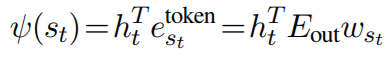 ψ(s_t) = h_t^T e_{s_t}^{token} = h_t^T E_out w_{s_t}